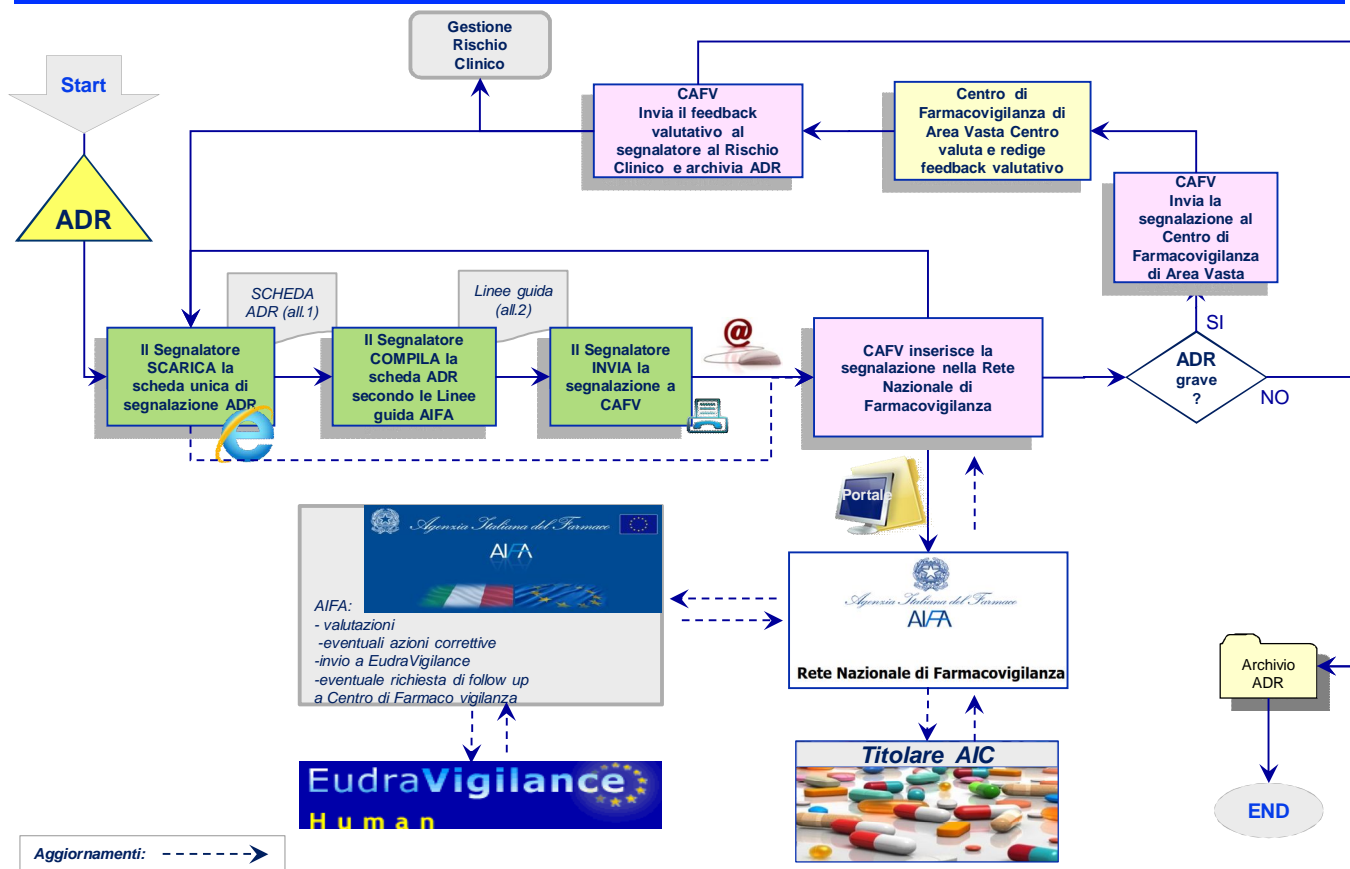 Start
ADR
Gestione
Rischio
Clinico
CAFV
Invia il feedback
valutativo al
segnalatore al Rischio
Clinico e archivia ADR
Centro di
Farmacovigilanza di
Area Vasta Centro
valuta e redige
feedback valutativo
CAFV
Invia la
segnalazione al
Centro di
Farmacovigilanza
di Area Vasta
SCHEDA
ADR (all.1)
Linee guida
(all.2)
Il Segnalatore
SCARICA la
scheda unica di
segnalazione ADR
Il Segnalatore
COMPILA la
scheda ADR
secondo le Linee
guida AIFA
Il Segnalatore
INVIA la
segnalazione a
CAFV
@
CAFV inserisce la
segnalazione nella Rete
Nazionale di
Farmacovigilanza
SI
ADR
grave
?
NO
Portale
Agenzia Italiana del Farmaco
AIFA
AIFA:
- valutazioni
-eventuali azioni correttive
-invio a EudraVigilance
-eventuale richiesta di follow up
a Centro di Farmaco vigilanza
Agenzia Italiana del Farmaco
AIFA
Rete Nazionale di Farmacovigilanza
Archivio
ADR
EudraVigilance
Human
Titolare AIC
END
Aggiornamenti: